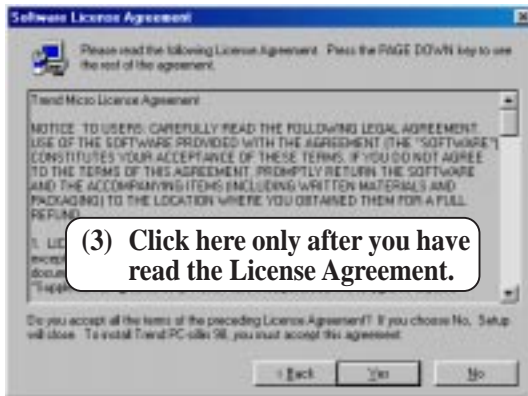 Software License Agreement
Please read the following License Agreement. Press the PAGE DOWN key to see
the rest of the agreement.
Trend Micro License Agreement
NOTICE TO USERS: CAREFULLY READ THE FOLLOWING LEGAL AGREEMENT.
USE OF THE SOFTWARE PROVIDED WITH THE AGREEMENT (THE "SOFTWARE")
CONSTITUTES YOUR ACCEPTANCE OF THESE TERMS. IF YOU DO NOT AGREE
TO THE TERMS OF THIS AGREEMENT, PROMPTLY RETURN THE SOFTWARE
AND THE ACCOMPANYING ITEMS (INCLUDING WRITTEN MATERIALS AND
PACKAGING) TO THE LOCATION WHERE YOU OBTAINED THEM FOR A FULL
REFUND.
(3) Click here only after you have
read the License Agreement.
1. LIC
except
docum
Do you accept all the terms of the preceding License Agreement? If you choose No, Setup
will close. To install Trend PC-cillin 98, you must accept this agreement.
< Back Yes No